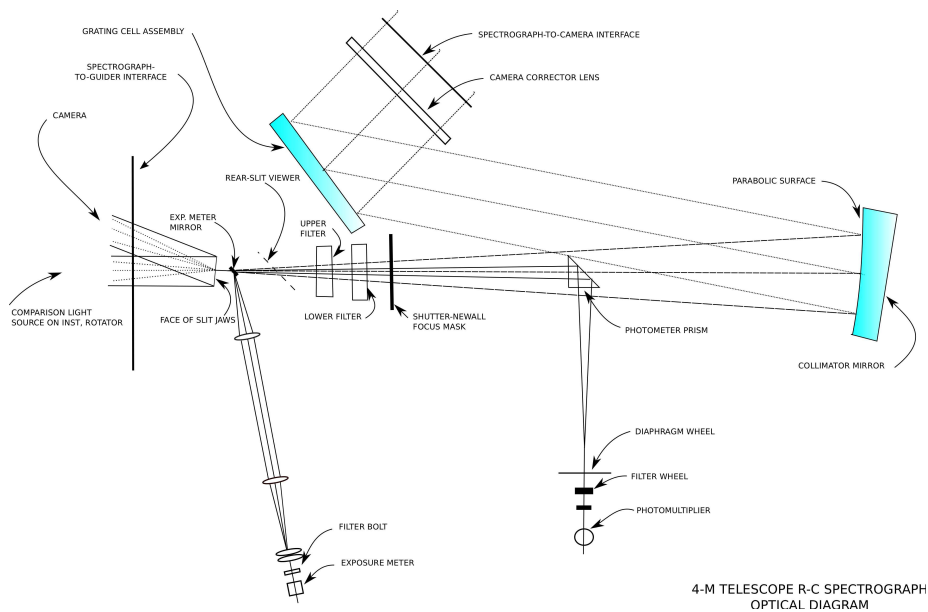 GRATING CELL ASSEMBLY
SPECTROGRAPH-TO-CAMERA INTERFACE
SPECTROGRAPH-
TO-GUIDER INTERFACE
CAMERA CORRECTOR LENS
CAMERA
REAR-SLIT VIEWER
PARABOLIC SURFACE
EXP. METER
MIRROR
UPPER
FILTER
COMPARISON LIGHT
SOURCE ON INST, ROTATOR
FACE OF SLIT JAWS
LOWER FILTER
SHUTTER-NEWALL
FOCUS MASK
PHOTOMETER PRISM
COLLIMATOR MIRROR
DIAPHRAGM WHEEL
FILTER WHEEL
PHOTOMULTIPLIER
FILTER BOLT
EXPOSURE METER
4-M TELESCOPE R-C SPECTROGRAPH
OPTICAL DIAGRAM